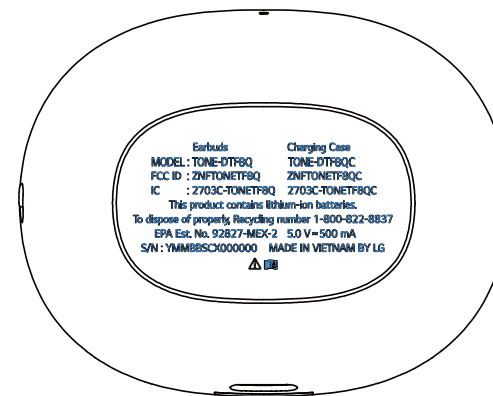 Earbuds Charging Case
MODEL : TONE-DTF8Q TONE-DTF8QC
FCC ID : ZNFTONETF8Q ZNFTONETF8QC
IC : 2703C-TONETF8Q 2703C-TONETF8QC
This product contains lithium-ion batteries.
To dispose of properly, Recycling number 1-800-822-8837
EPA Est. No. 92827-MEX-2 5.0 V⎓500 mA
S/N : YMMBBSCX000000 MADE IN VIETNAM BY LG